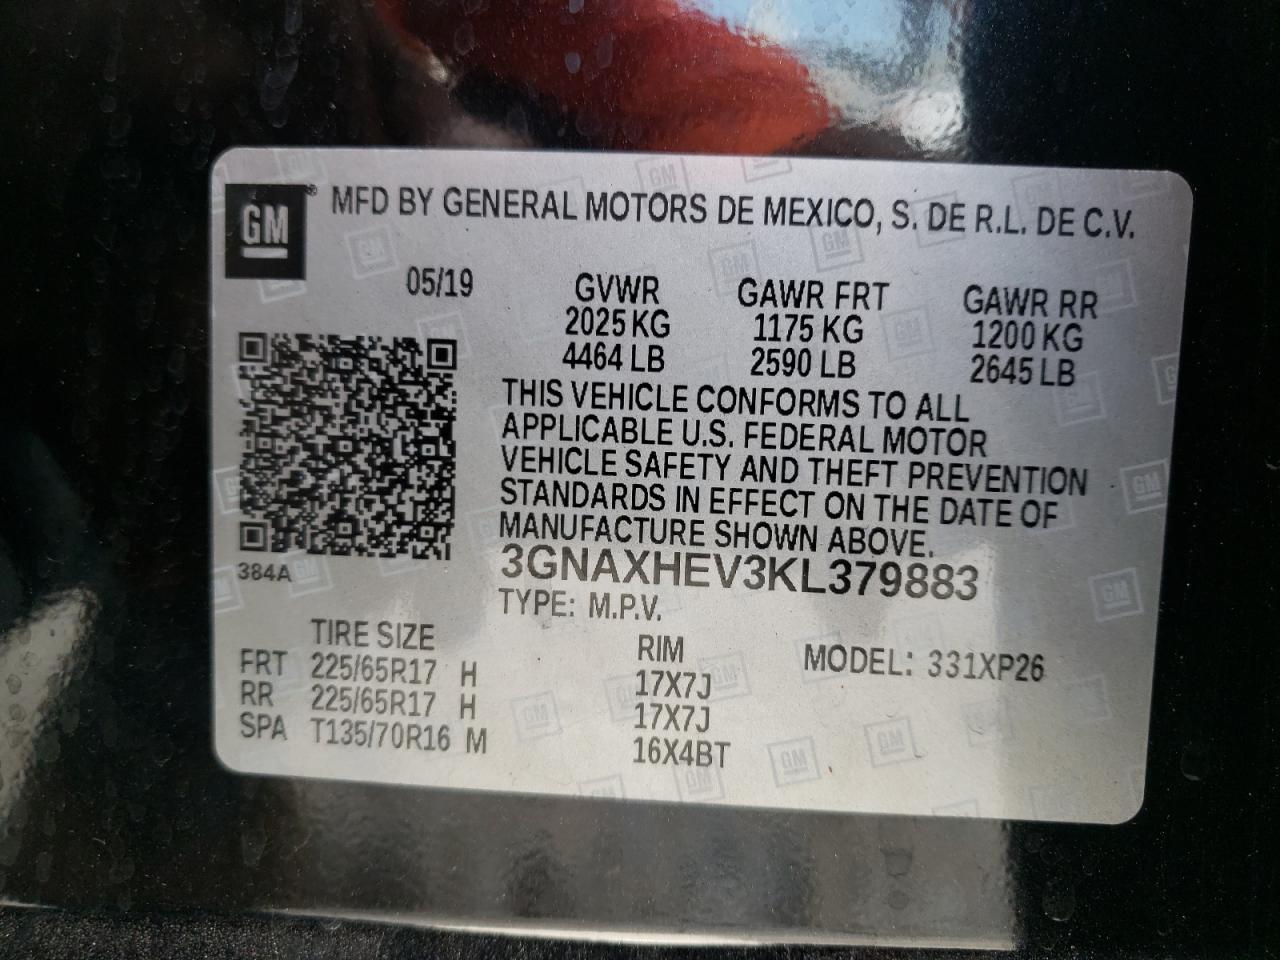 GM® MFD BY GENERAL MOTORS DE MEXICO, S. DE R.L. DE C.V.
05/19 GVWR GAWR FRT GAWR RR
2025 KG 1175 KG 1200 KG
4464 LB 2590 LB 2645 LB
THIS VEHICLE CONFORMS TO ALL
APPLICABLE U.S. FEDERAL MOTOR
VEHICLE SAFETY AND THEFT PREVENTION
STANDARDS IN EFFECT ON THE DATE OF
MANUFACTURE SHOWN ABOVE.
384A 3GNAXHEV3KL379883
TYPE: M.P.V.
TIRE SIZE RIM MODEL: 331XP26
FRT 225/65R17 H 17X7J
RR 225/65R17 H 17X7J
SPA T135/70R16 M 16X4BT